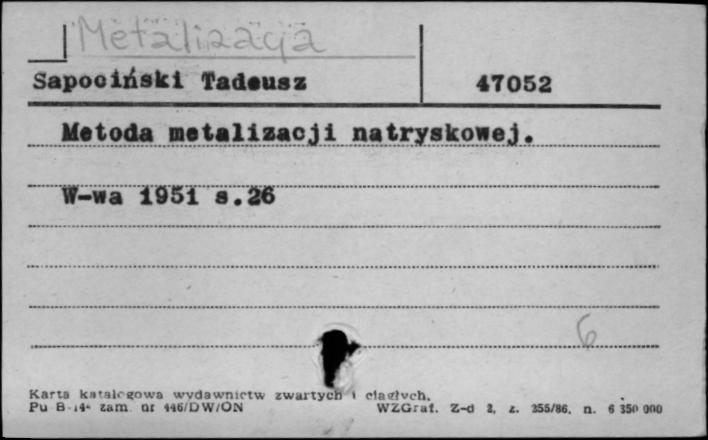 Metalizacja
Sapociński Tadeusz 47052
Metoda metalizacji natryskowej.
W-wa 1951 s.26
6
Karta katalogowa wydawnictw zwartych i ciągłych.
Pu B-14 zam. nr 446/DW/ON WZGraf. Z-d 2, z. 355/86. n. 6 350 000